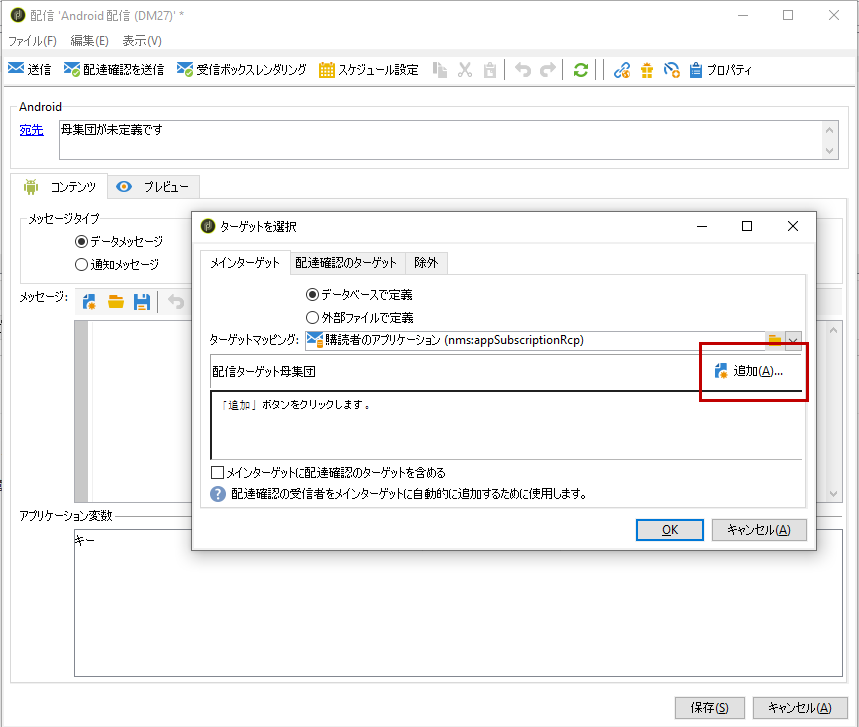 配信 'Android 配信 (DM27)' *
ファイル(F) 編集(E) 表示(V)
送信 配達確認を送信 受信ボックスレンダリング スケジュール設定 プロパティ
Android
宛先 母集団が未定義です
コンテンツ プレビュー
メッセージタイプ
データメッセージ
通知メッセージ
メッセージ:
ターゲットを選択
メインターゲット 配達確認のターゲット 除外
データベースで定義
外部ファイルで定義
ターゲットマッピング: 購読者のアプリケーション (nms:appSubscriptionRcp)
配信ターゲット母集団 追加(A)...
「追加」ボタンをクリックします。
メインターゲットに配達確認のターゲットを含める
配達確認の受信者をメインターゲットに自動的に追加するために使用します。
OK キャンセル(A)
アプリケーション変数
キー
保存(S) キャンセル(A)